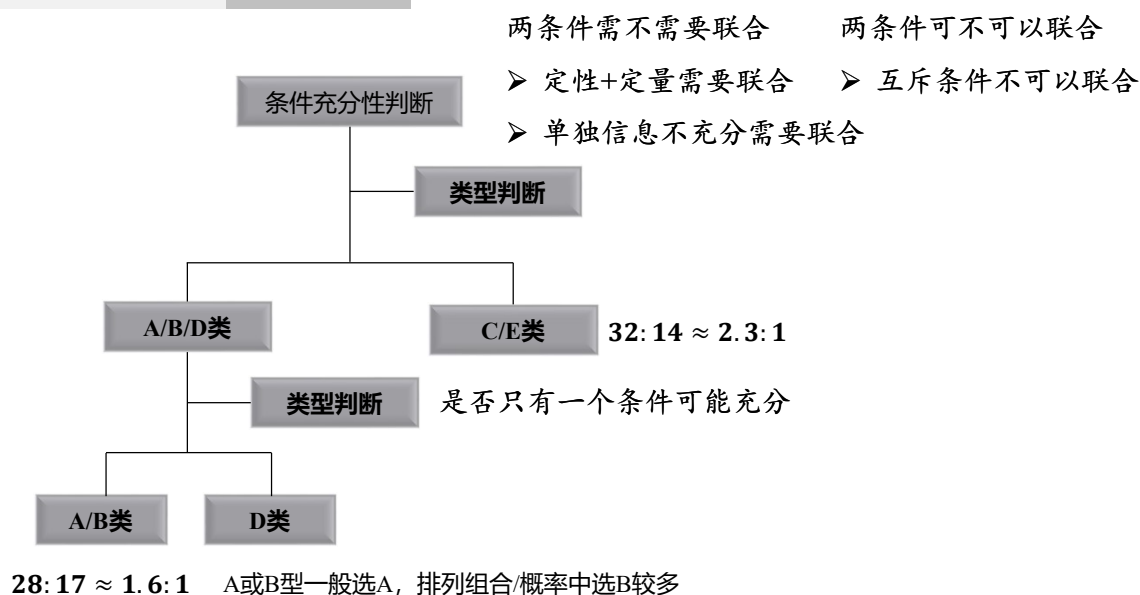 两条件需不需要联合 两条件可不可以联合
➢ 定性+定量需要联合 ➢ 互斥条件不可以联合
条件充分性判断
➢ 单独信息不充分需要联合
类型判断
A/B/D类 C/E类 32:14 ≈ 2.3:1
类型判断 是否只有一个条件可能充分
A/B类 D类
28:17 ≈ 1.6:1 A或B型一般选A，排列组合/概率中选B较多